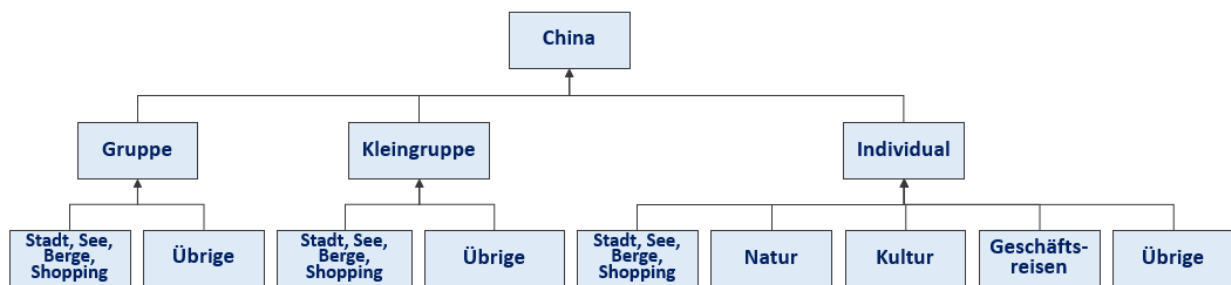 China
Gruppe
Kleingruppe
Individual
Stadt, See,
Berge,
Shopping
Übrige
Stadt, See,
Berge,
Shopping
Übrige
Stadt, See,
Berge,
Shopping
Natur
Kultur
Geschäfts-
reisen
Übrige